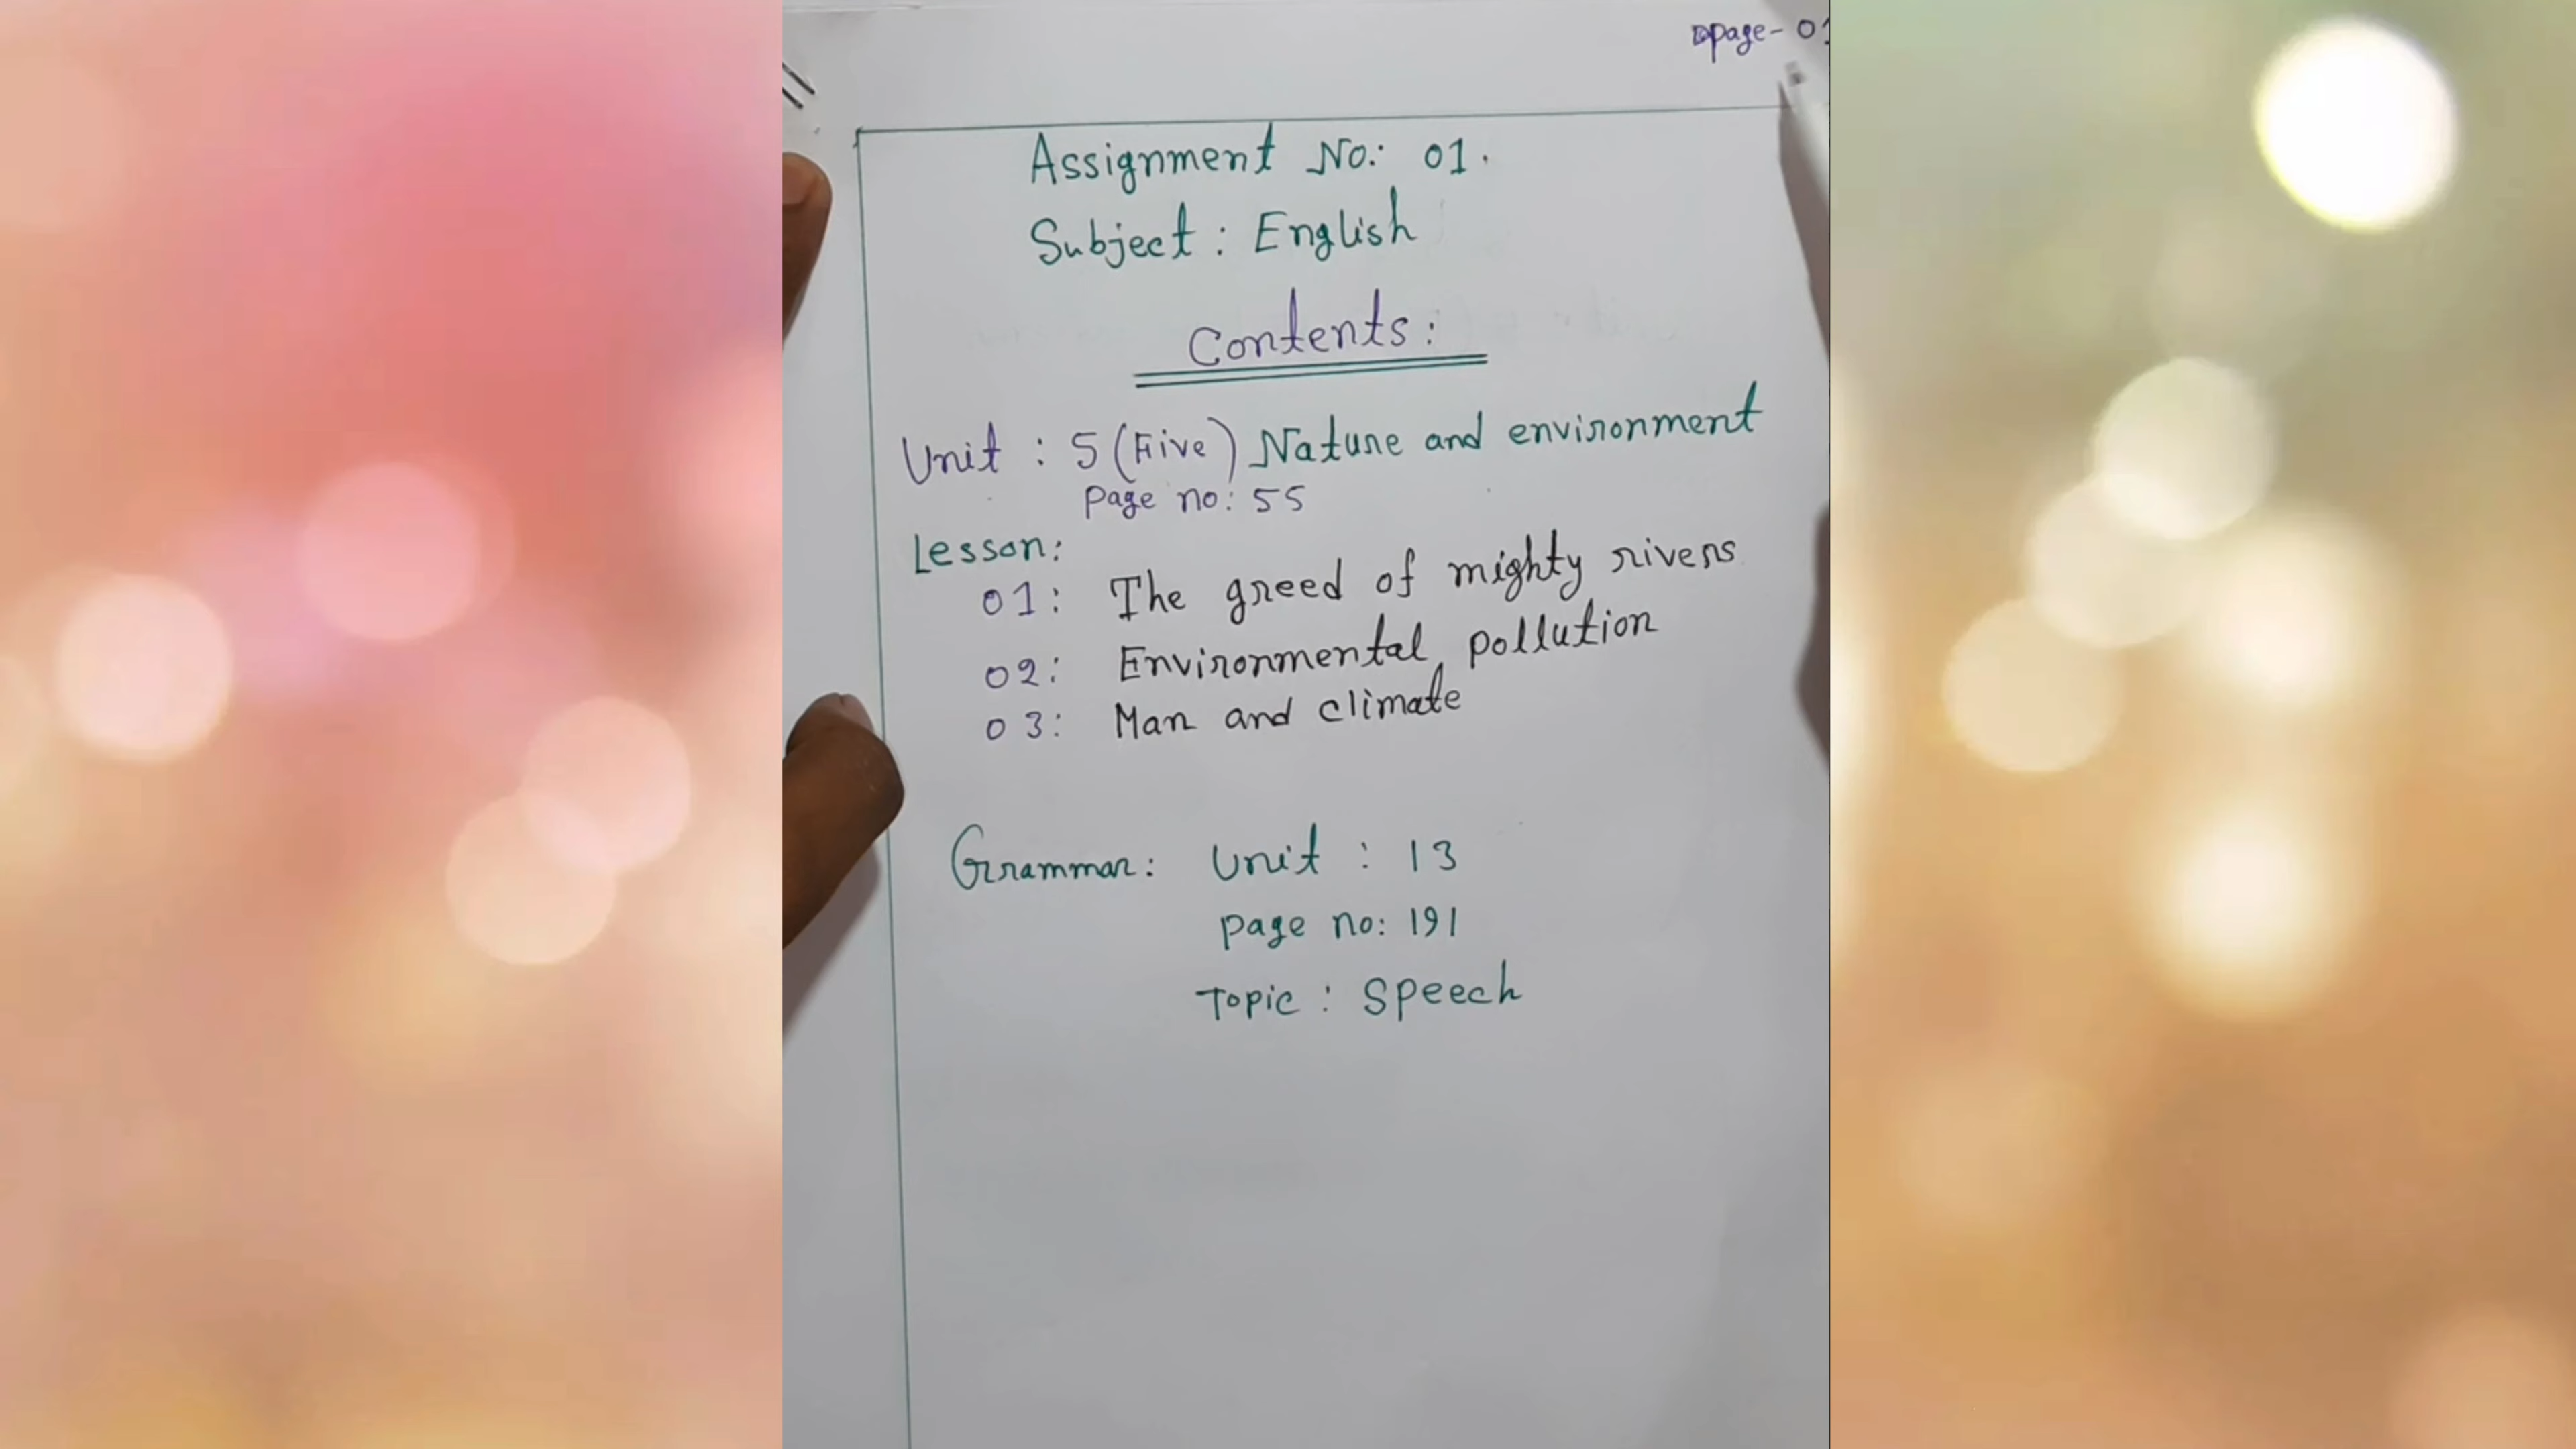 page- 01
Assignment No: 01.
Subject: English
Contents:
Unit : 5 (Five) Nature and environment
Page no: 55
Lesson:
01: The greed of mighty rivers
02: Environmental pollution
03: Man and climate
Grammar: Unit : 13
page no: 191
Topic : Speech